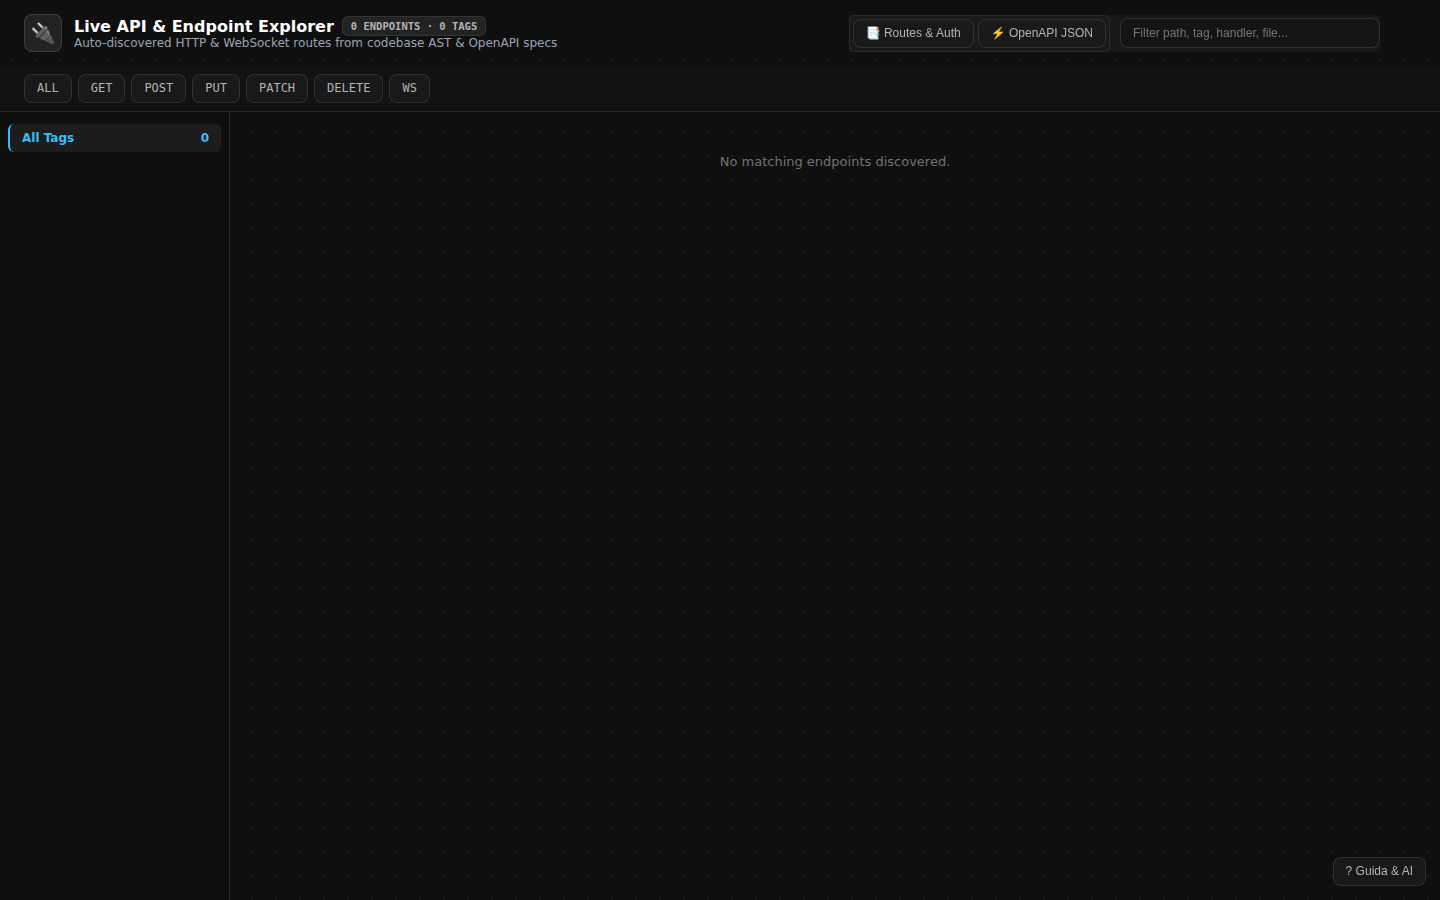 Live API & Endpoint Explorer
0 ENDPOINTS · 0 TAGS
Auto-discovered HTTP & WebSocket routes from codebase AST & OpenAPI specs
📑 Routes & Auth
⚡ OpenAPI JSON
Filter path, tag, handler, file...
ALL
GET
POST
PUT
PATCH
DELETE
WS
All Tags 0
No matching endpoints discovered.
? Guida & AI